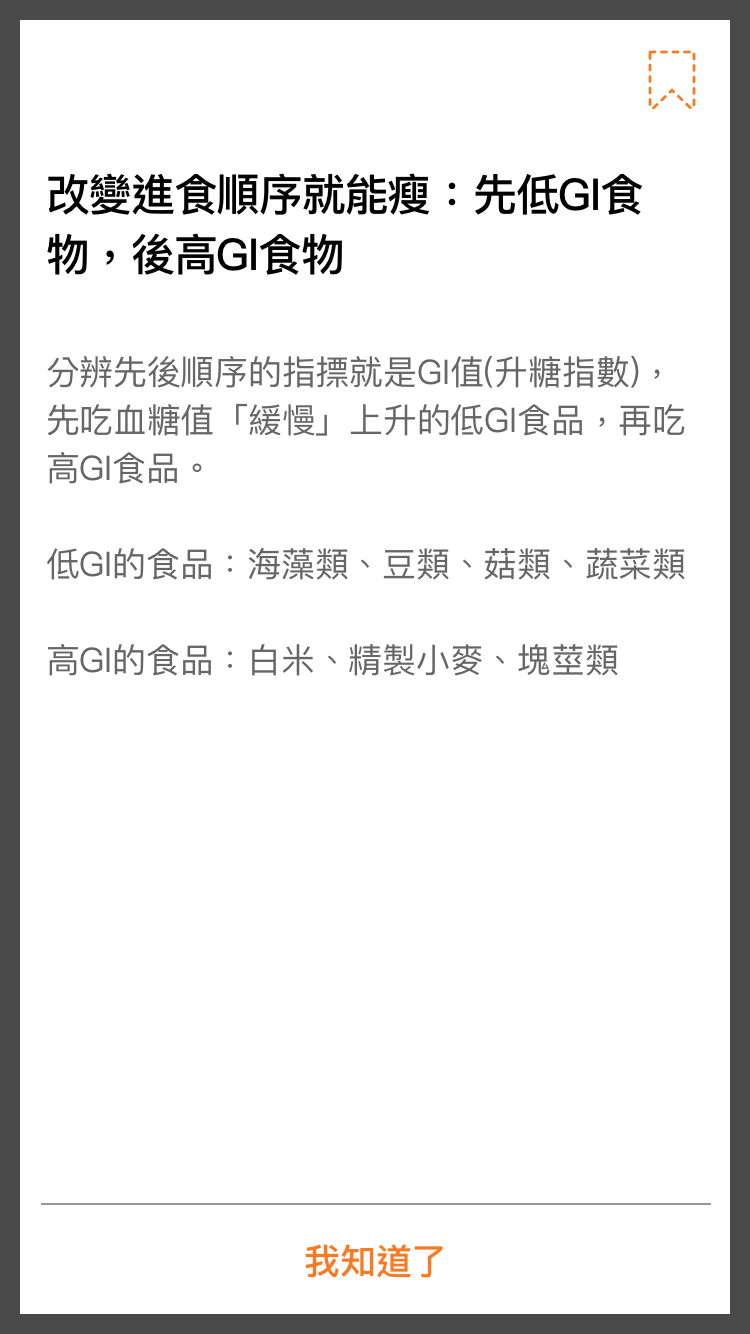 改變進食順序就能瘦：先低GI食
物，後高GI食物
分辨先後順序的指摽就是GI值(升糖指數)，
先吃血糖值「緩慢」上升的低GI食品，再吃
高GI食品。
低GI的食品：海藻類、豆類、菇類、蔬菜類
高GI的食品：白米、精製小麥、塊莖類
我知道了